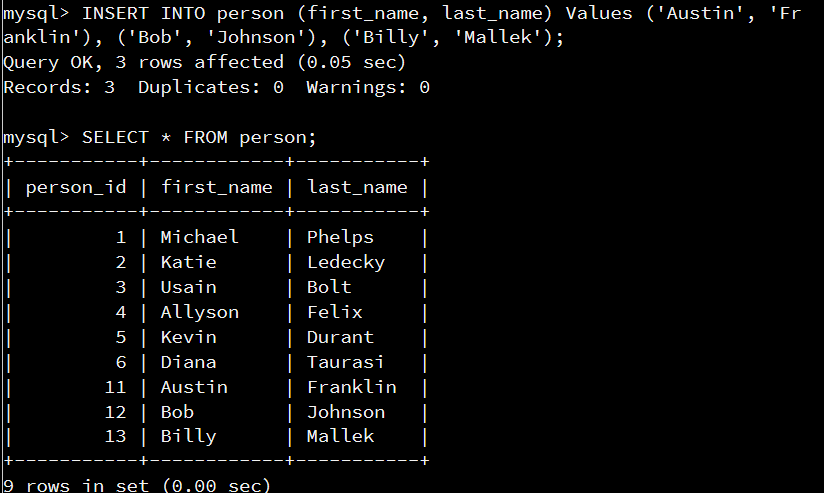 mysql> INSERT INTO person (first_name, last_name) Values ('Austin', 'Fr
anklin'), ('Bob', 'Johnson'), ('Billy', 'Mallek');
Query OK, 3 rows affected (0.05 sec)
Records: 3  Duplicates: 0  Warnings: 0

mysql> SELECT * FROM person;
+-----------+------------+-----------+
| person_id | first_name | last_name |
+-----------+------------+-----------+
|         1 | Michael    | Phelps    |
|         2 | Katie      | Ledecky   |
|         3 | Usain      | Bolt      |
|         4 | Allyson    | Felix     |
|         5 | Kevin      | Durant    |
|         6 | Diana      | Taurasi   |
|        11 | Austin     | Franklin  |
|        12 | Bob        | Johnson   |
|        13 | Billy      | Mallek    |
+-----------+------------+-----------+
9 rows in set (0.00 sec)